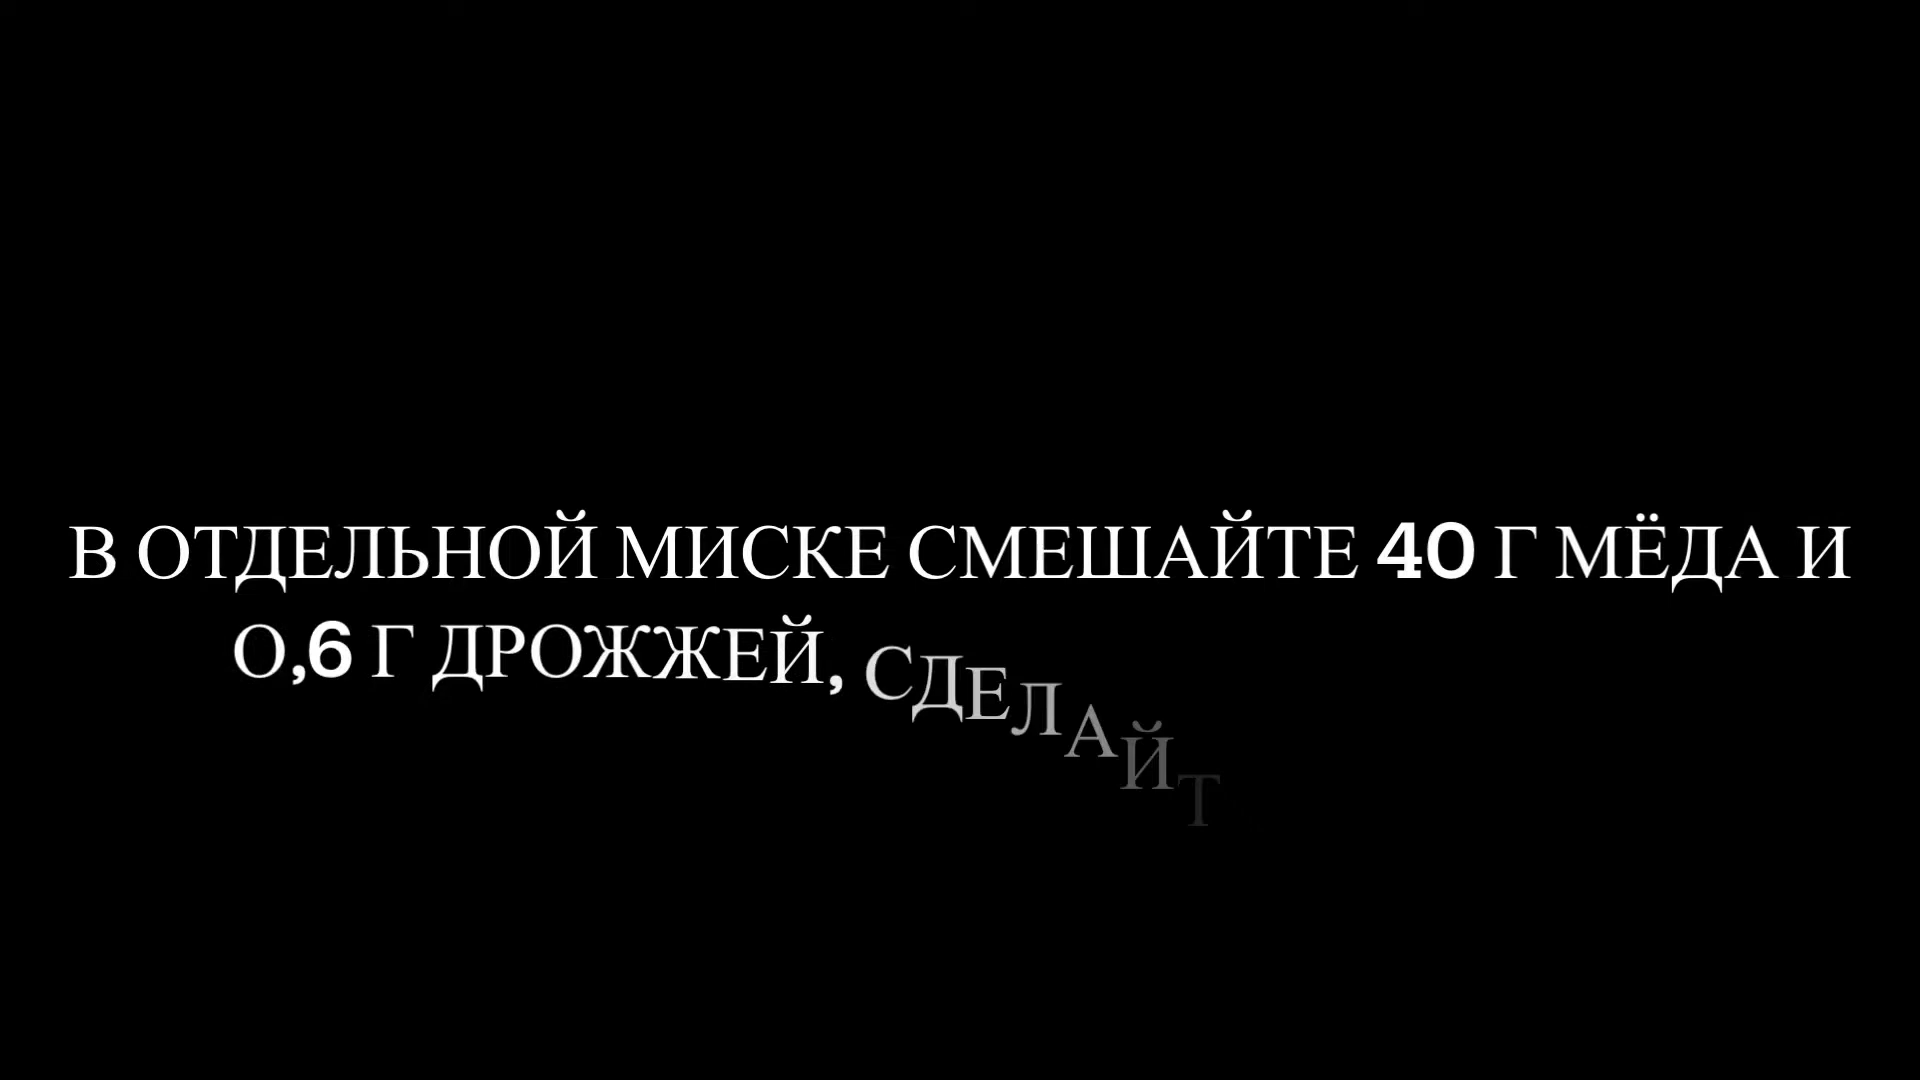 В ОТДЕЛЬНОЙ МИСКЕ СМЕШАЙТЕ 40 Г МЁДА И
0,6 Г ДРОЖЖЕЙ, СДЕЛАЙТ